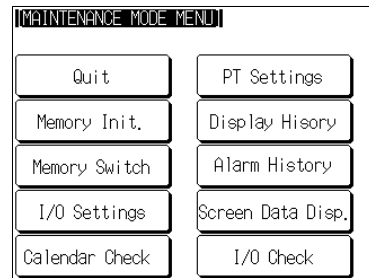 [MAINTENANCE MODE MENU]
Quit
PT Settings
Memory Init.
Display Hisory
Memory Switch
Alarm History
I/O Settings
Screen Data Disp.
Calendar Check
I/O Check